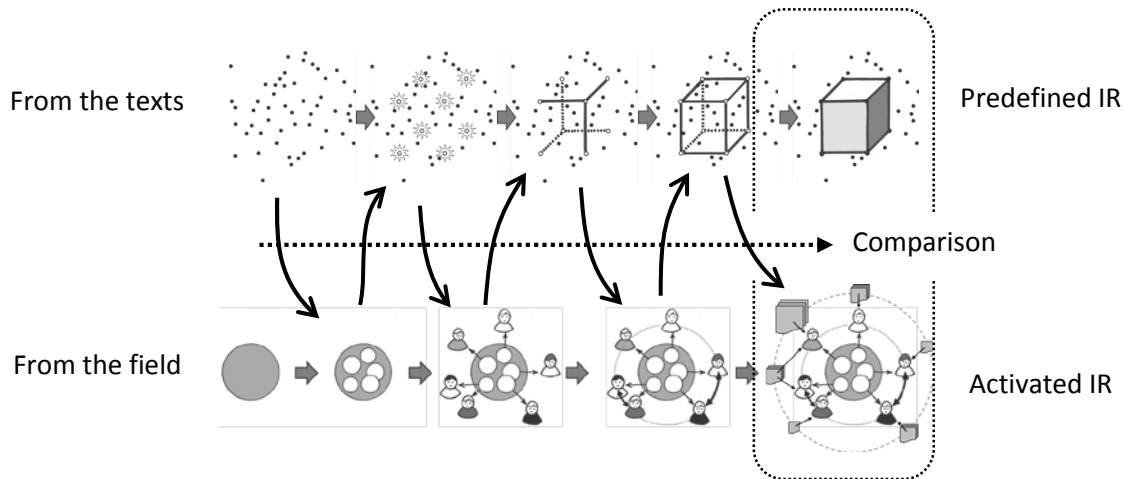 From the texts
Predefined IR
Comparison
From the field
Activated IR